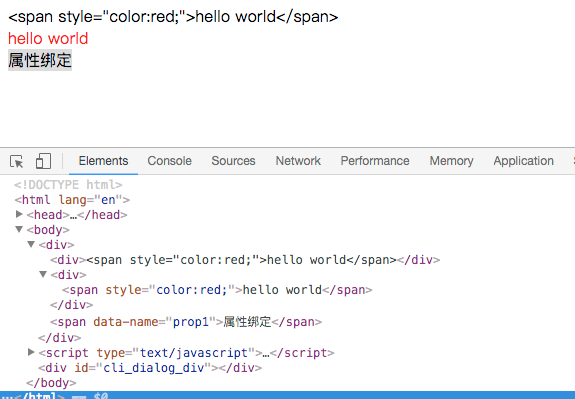 <span style="color:red;">hello world</span>
hello world
属性绑定
Elements Console Sources Network Performance Memory Application S
<!DOCTYPE html>
<html lang="en">
<head>…</head>
<body>
<div>
<div><span style="color:red;">hello world</span></div>
<div>
<span style="color:red;">hello world</span>
</div>
<span data-name="prop1">属性绑定</span>
</div>
<script type="text/javascript">…</script>
<div id="cli_dialog_div"></div>
</body>
…</html> == $0